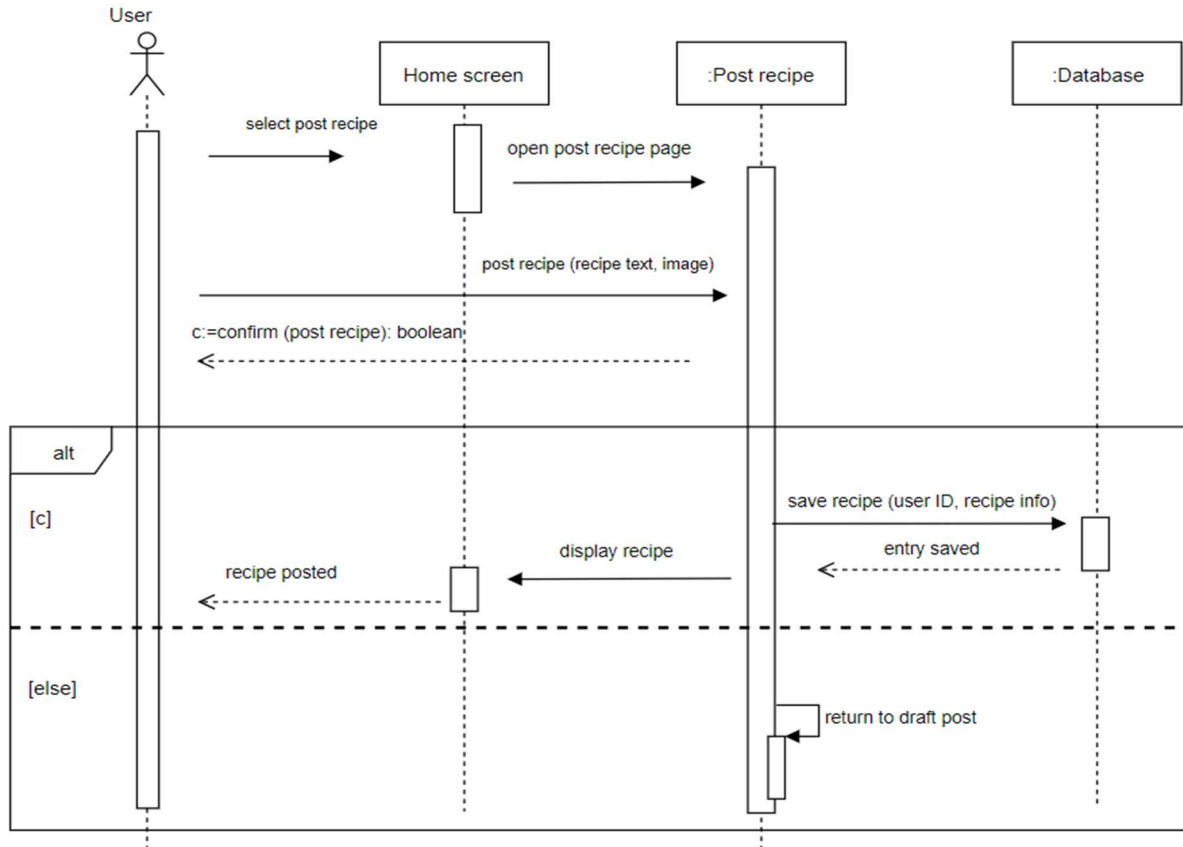 User
Home screen
:Post recipe
:Database
select post recipe
open post recipe page
post recipe (recipe text, image)
c:=confirm (post recipe): boolean
alt
[c]
save recipe (user ID, recipe info)
entry saved
display recipe
recipe posted
[else]
return to draft post